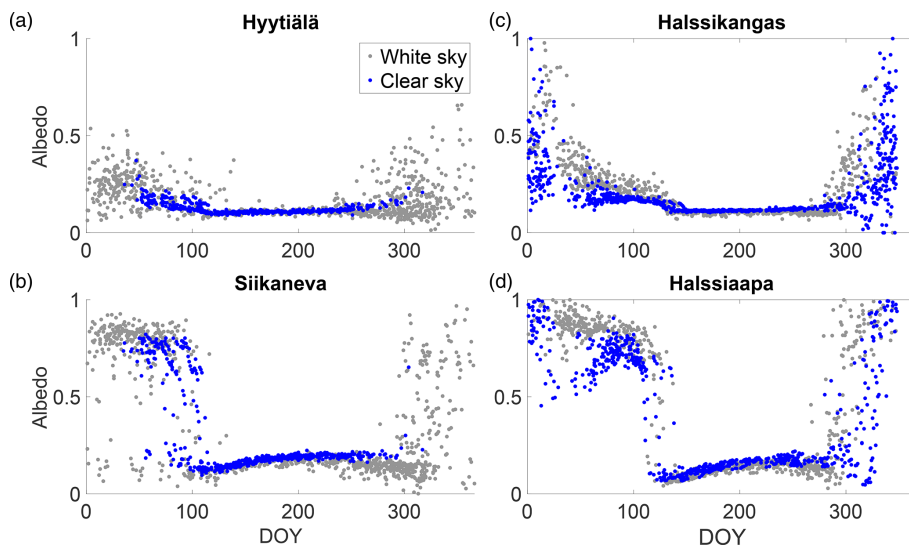 (a) Hyytiälä
1
White sky
Clear sky
Albedo
0.5
0
0 100 200 300
(c) Halssikangas
1
0.5
0
0 100 200 300
(b) Siikaneva
1
Albedo
0.5
0
0 100 200 300
DOY
(d) Halssiaapa
1
0.5
0
0 100 200 300
DOY